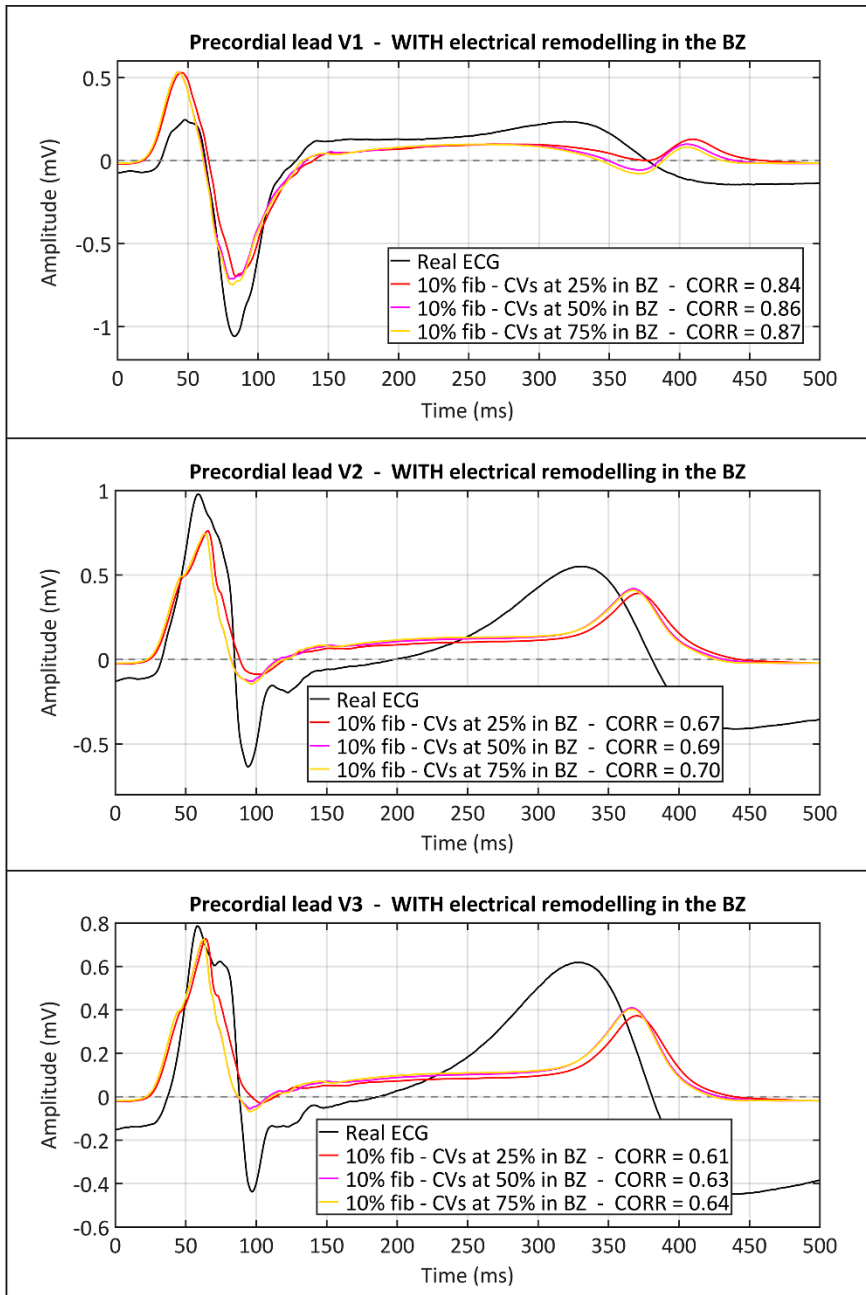 Precordial lead V1 - WITH electrical remodelling in the BZ
0.5
0
-0.5
-1
Amplitude (mV)
Real ECG
10% fib - CVs at 25% in BZ - CORR = 0.84
10% fib - CVs at 50% in BZ - CORR = 0.86
10% fib - CVs at 75% in BZ - CORR = 0.87
0 50 100 150 200 250 300 350 400 450 500
Time (ms)
Precordial lead V2 - WITH electrical remodelling in the BZ
1
0.5
0
-0.5
Amplitude (mV)
Real ECG
10% fib - CVs at 25% in BZ - CORR = 0.67
10% fib - CVs at 50% in BZ - CORR = 0.69
10% fib - CVs at 75% in BZ - CORR = 0.70
0 50 100 150 200 250 300 350 400 450 500
Time (ms)
Precordial lead V3 - WITH electrical remodelling in the BZ
0.8
0.6
0.4
0.2
0
-0.2
-0.4
-0.6
Amplitude (mV)
Real ECG
10% fib - CVs at 25% in BZ - CORR = 0.61
10% fib - CVs at 50% in BZ - CORR = 0.63
10% fib - CVs at 75% in BZ - CORR = 0.64
0 50 100 150 200 250 300 350 400 450 500
Time (ms)